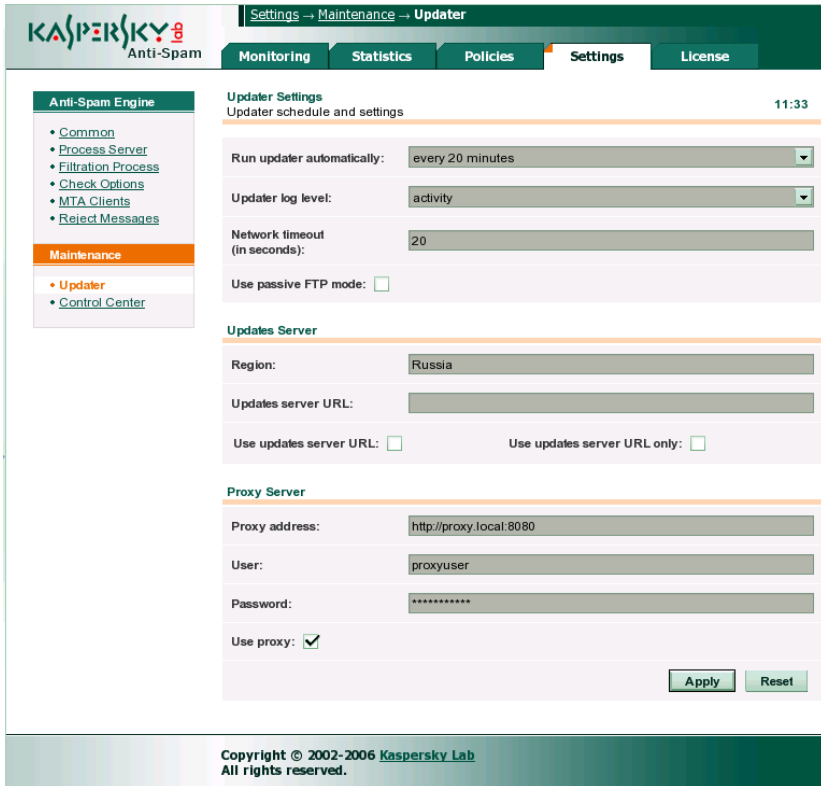 KASPERSKY lab
Anti-Spam
Settings → Maintenance → Updater
Monitoring Statistics Policies Settings License
Anti-Spam Engine
• Common
• Process Server
• Filtration Process
• Check Options
• MTA Clients
• Reject Messages
Maintenance
• Updater
• Control Center
Updater Settings
Updater schedule and settings
11:33
Run updater automatically: every 20 minutes
Updater log level: activity
Network timeout
(in seconds): 20
Use passive FTP mode:
Updates Server
Region: Russia
Updates server URL:
Use updates server URL: Use updates server URL only:
Proxy Server
Proxy address: http://proxy.local:8080
User: proxyuser
Password: ***********
Use proxy:
Apply Reset
Copyright © 2002-2006 Kaspersky Lab
All rights reserved.